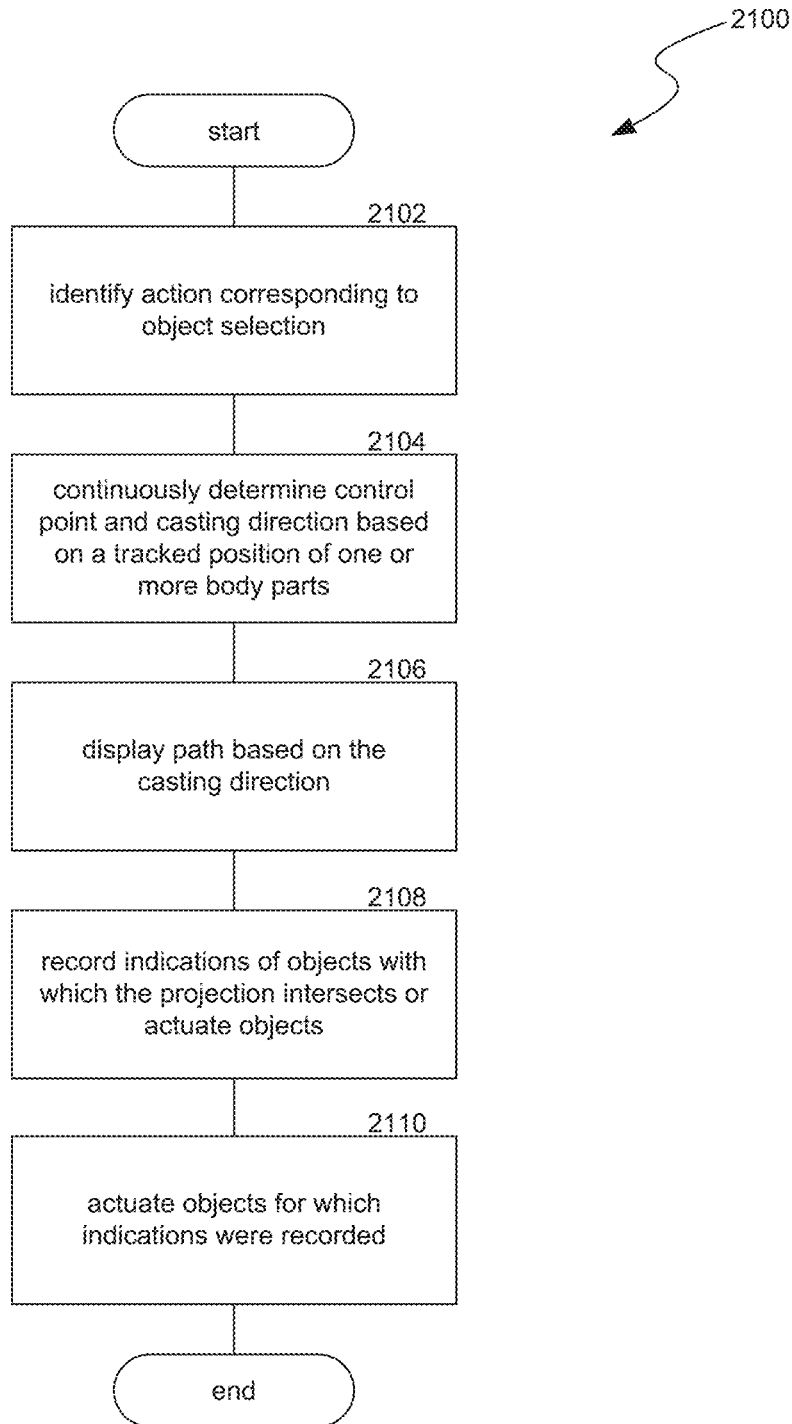 2100
start
2102
identify action corresponding to
object selection
2104
continuously determine control
point and casting direction based
on a tracked position of one or
more body parts
2106
display path based on the
casting direction
2108
record indications of objects with
which the projection intersects or
actuate objects
2110
actuate objects for which
indications were recorded
end